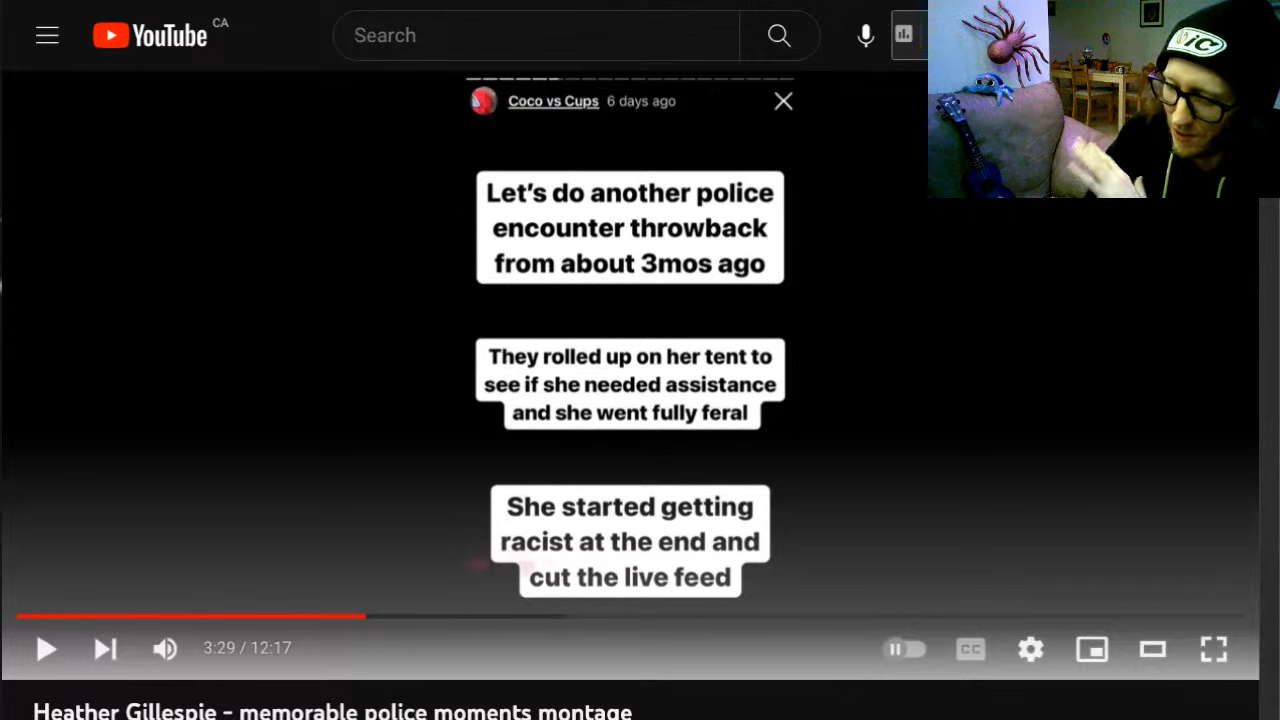 YouTube CA
Search
iC
Coco vs Cups 6 days ago
Let's do another police
encounter throwback
from about 3mos ago
They rolled up on her tent to
see if she needed assistance
and she went fully feral
She started getting
racist at the end and
cut the live feed
3:29 / 12:17
CC
Heather Gillespie - memorable police moments montage